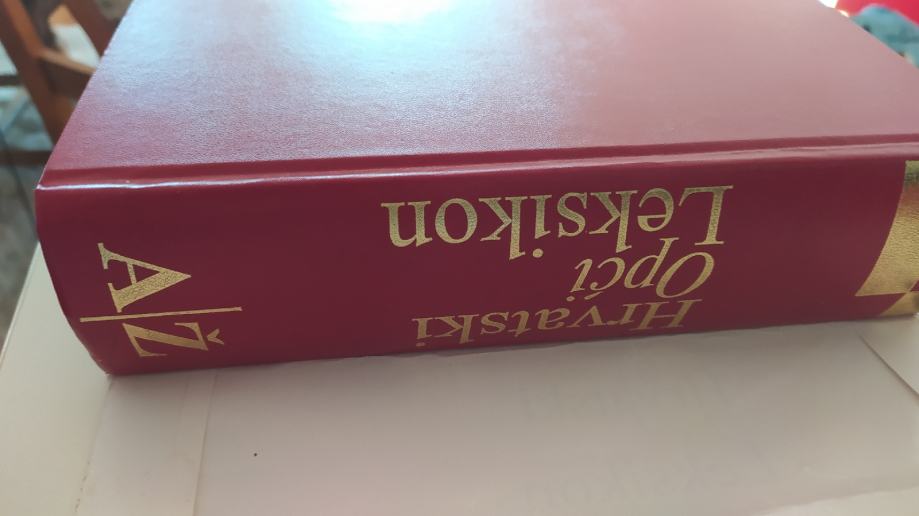 Hrvatski
Opći
Leksikon
A|Ž